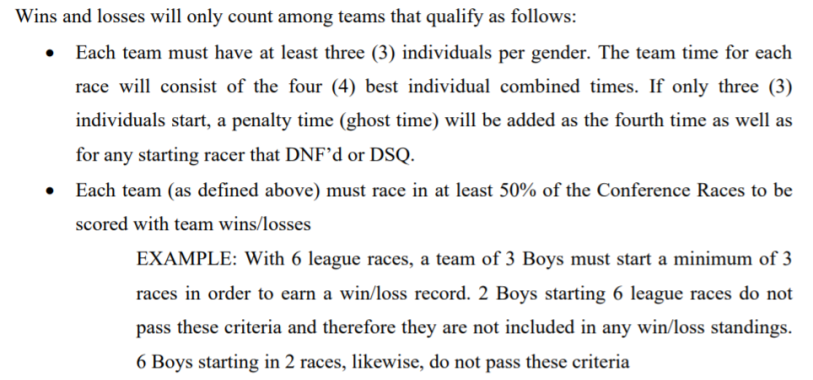 Wins and losses will only count among teams that qualify as follows:
• Each team must have at least three (3) individuals per gender. The team time for each
race will consist of the four (4) best individual combined times. If only three (3)
individuals start, a penalty time (ghost time) will be added as the fourth time as well as
for any starting racer that DNF’d or DSQ.
• Each team (as defined above) must race in at least 50% of the Conference Races to be
scored with team wins/losses
EXAMPLE: With 6 league races, a team of 3 Boys must start a minimum of 3
races in order to earn a win/loss record. 2 Boys starting 6 league races do not
pass these criteria and therefore they are not included in any win/loss standings.
6 Boys starting in 2 races, likewise, do not pass these criteria